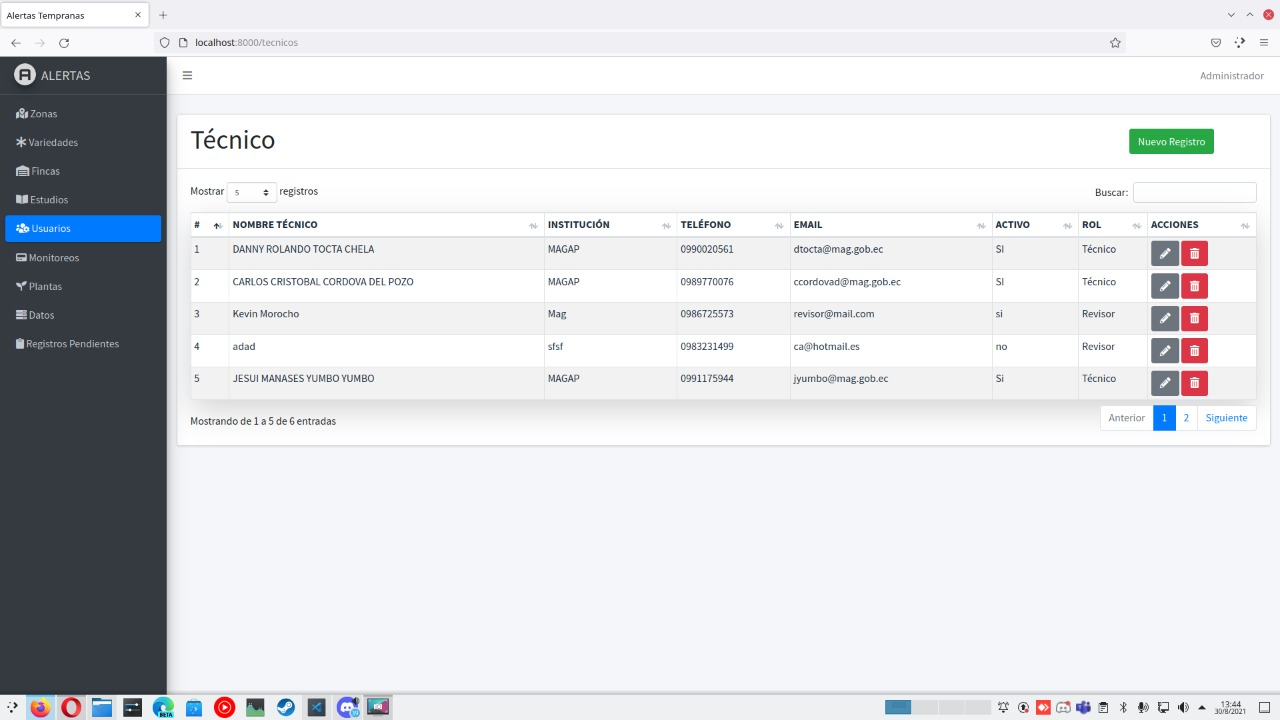 Alertas Tempranas
localhost:8000/tecnicos
A ALERTAS
Administrador
Zonas
Variedades
Fincas
Estudios
Usuarios
Monitoreos
Plantas
Datos
Registros Pendientes
Técnico
Nuevo Registro
Mostrar 5 registros
Buscar:
# NOMBRE TÉCNICO INSTITUCIÓN TELÉFONO EMAIL ACTIVO ROL ACCIONES
1 DANNY ROLANDO TOCTA CHELA MAGAP 0990020561 dtocta@mag.gob.ec SI Técnico
2 CARLOS CRISTOBAL CORDOVA DEL POZO MAGAP 0989770076 ccordovad@mag.gob.ec SI Técnico
3 Kevin Morocho Mag 0986725573 revisor@mail.com si Revisor
4 adad sfsf 0983231499 ca@hotmail.es no Revisor
5 JESUI MANASES YUMBO YUMBO MAGAP 0991175944 jyumbo@mag.gob.ec Si Técnico
Mostrando de 1 a 5 de 6 entradas
Anterior 1 2 Siguiente
BETA
13:44
30/8/2021